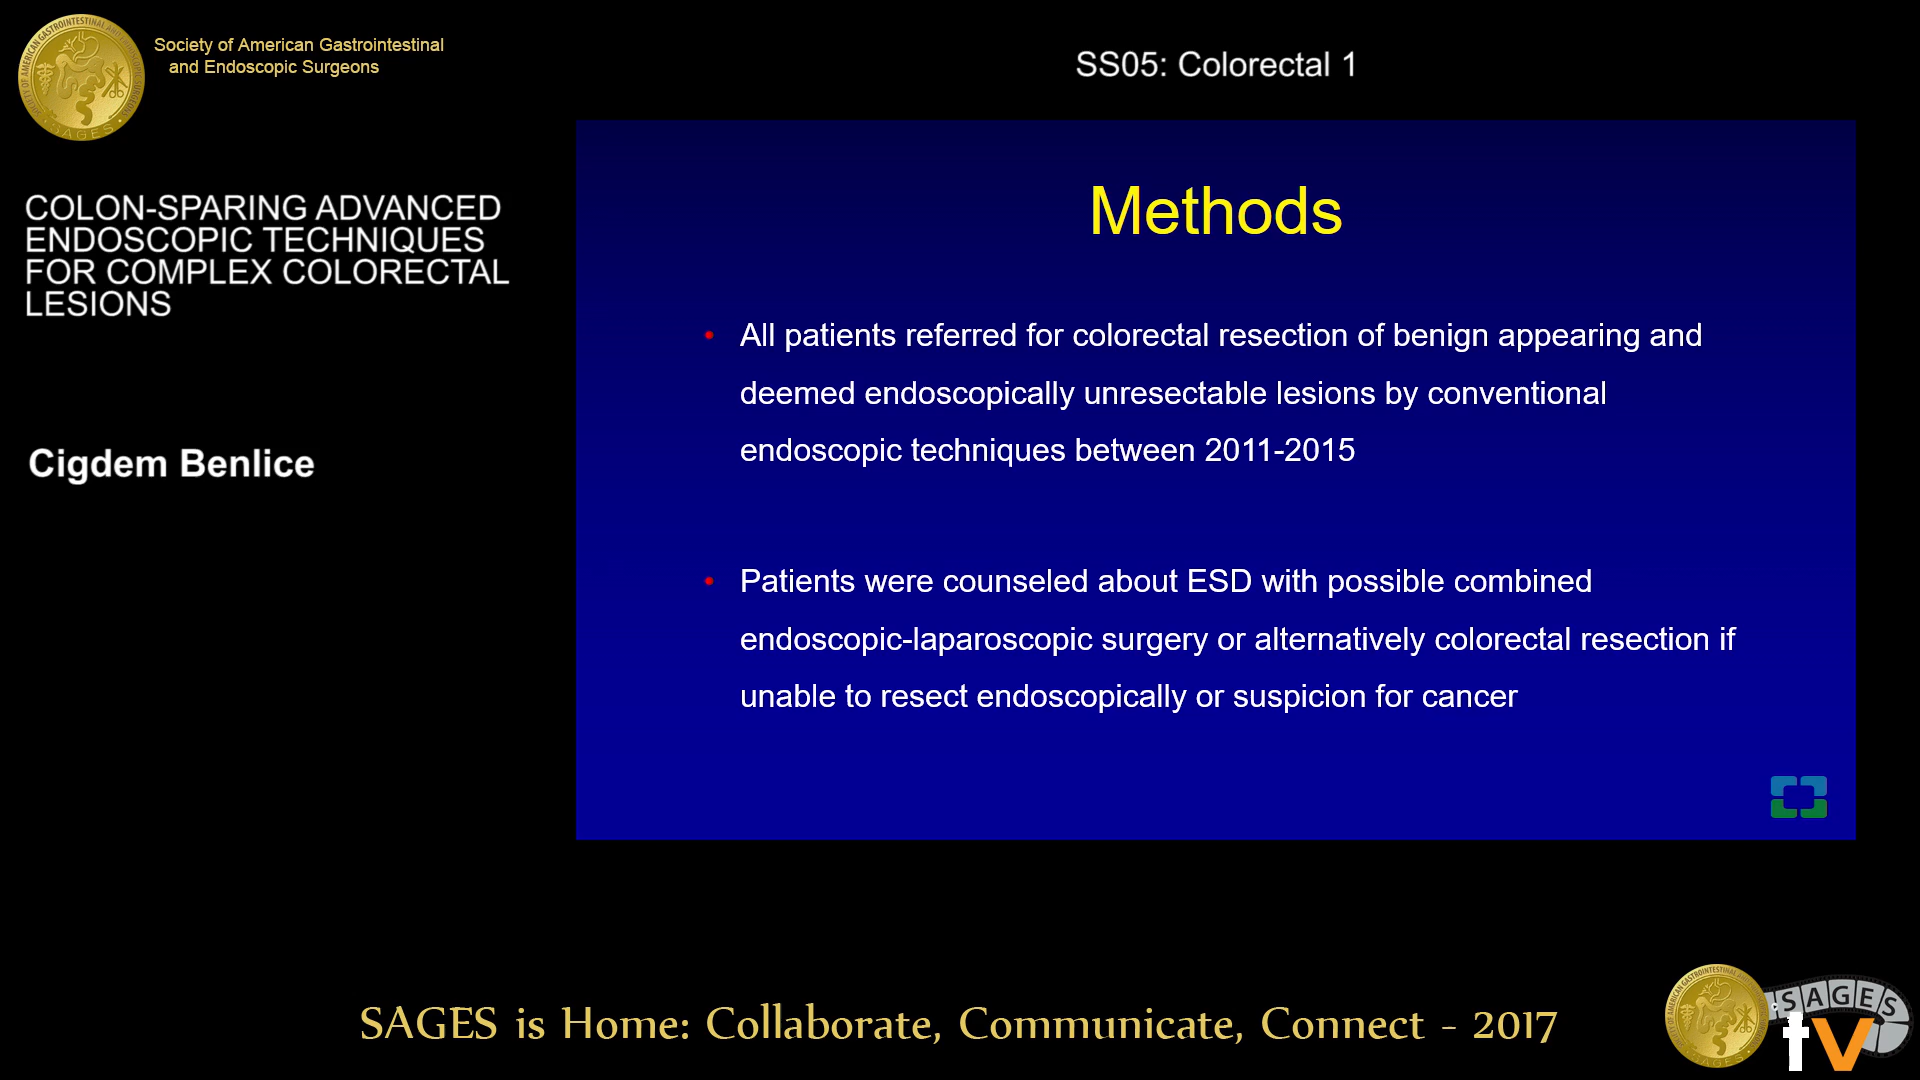 Society of American Gastrointestinal
and Endoscopic Surgeons
SS05: Colorectal 1
COLON-SPARING ADVANCED
ENDOSCOPIC TECHNIQUES
FOR COMPLEX COLORECTAL
LESIONS
Cigdem Benlice
Methods
• All patients referred for colorectal resection of benign appearing and
deemed endoscopically unresectable lesions by conventional
endoscopic techniques between 2011-2015
• Patients were counseled about ESD with possible combined
endoscopic-laparoscopic surgery or alternatively colorectal resection if
unable to resect endoscopically or suspicion for cancer
SAGES is Home: Collaborate, Communicate, Connect - 2017
SAGES
tv